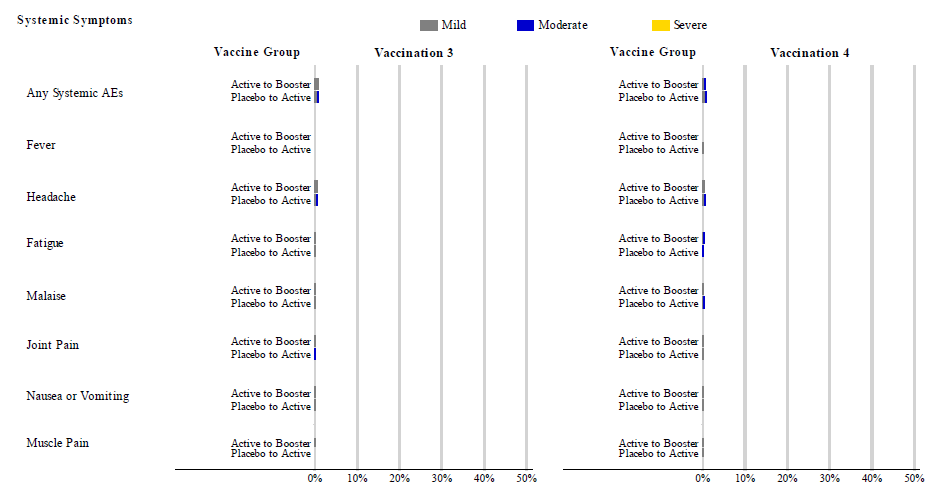 Systemic Symptoms
Mild Moderate Severe
Vaccine Group Vaccination 3 Vaccine Group Vaccination 4
Any Systemic AEs
Active to Booster Active to Booster
Placebo to Active Placebo to Active
Fever
Active to Booster Active to Booster
Placebo to Active Placebo to Active
Headache
Active to Booster Active to Booster
Placebo to Active Placebo to Active
Fatigue
Active to Booster Active to Booster
Placebo to Active Placebo to Active
Malaise
Active to Booster Active to Booster
Placebo to Active Placebo to Active
Joint Pain
Active to Booster Active to Booster
Placebo to Active Placebo to Active
Nausea or Vomiting
Active to Booster Active to Booster
Placebo to Active Placebo to Active
Muscle Pain
Active to Booster Active to Booster
Placebo to Active Placebo to Active
0% 10% 20% 30% 40% 50% 0% 10% 20% 30% 40% 50%